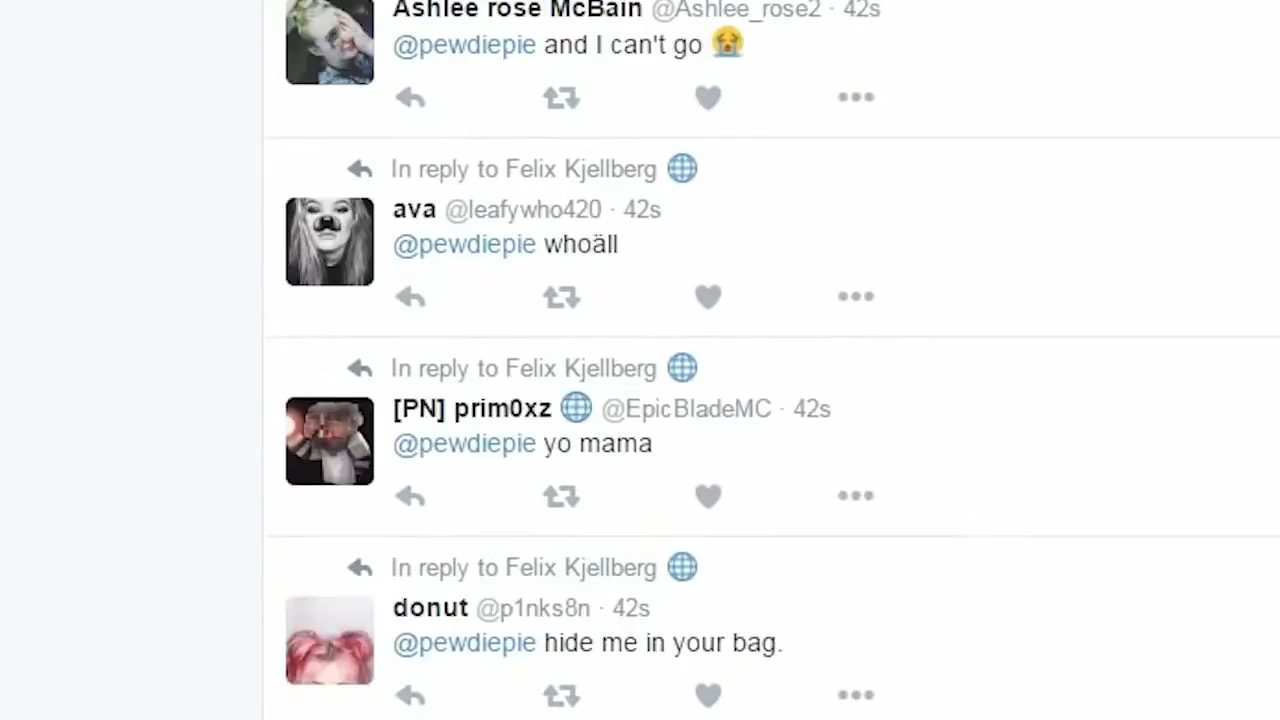 Ashlee rose McBain @Ashlee_rose2 · 42s
@pewdiepie and I can't go 😭
In reply to Felix Kjellberg 🌐
ava @leafywho420 · 42s
@pewdiepie whoäll
In reply to Felix Kjellberg 🌐
[PN] prim0xz 🌐 @EpicBladeMC · 42s
@pewdiepie yo mama
In reply to Felix Kjellberg 🌐
donut @p1nks8n · 42s
@pewdiepie hide me in your bag.